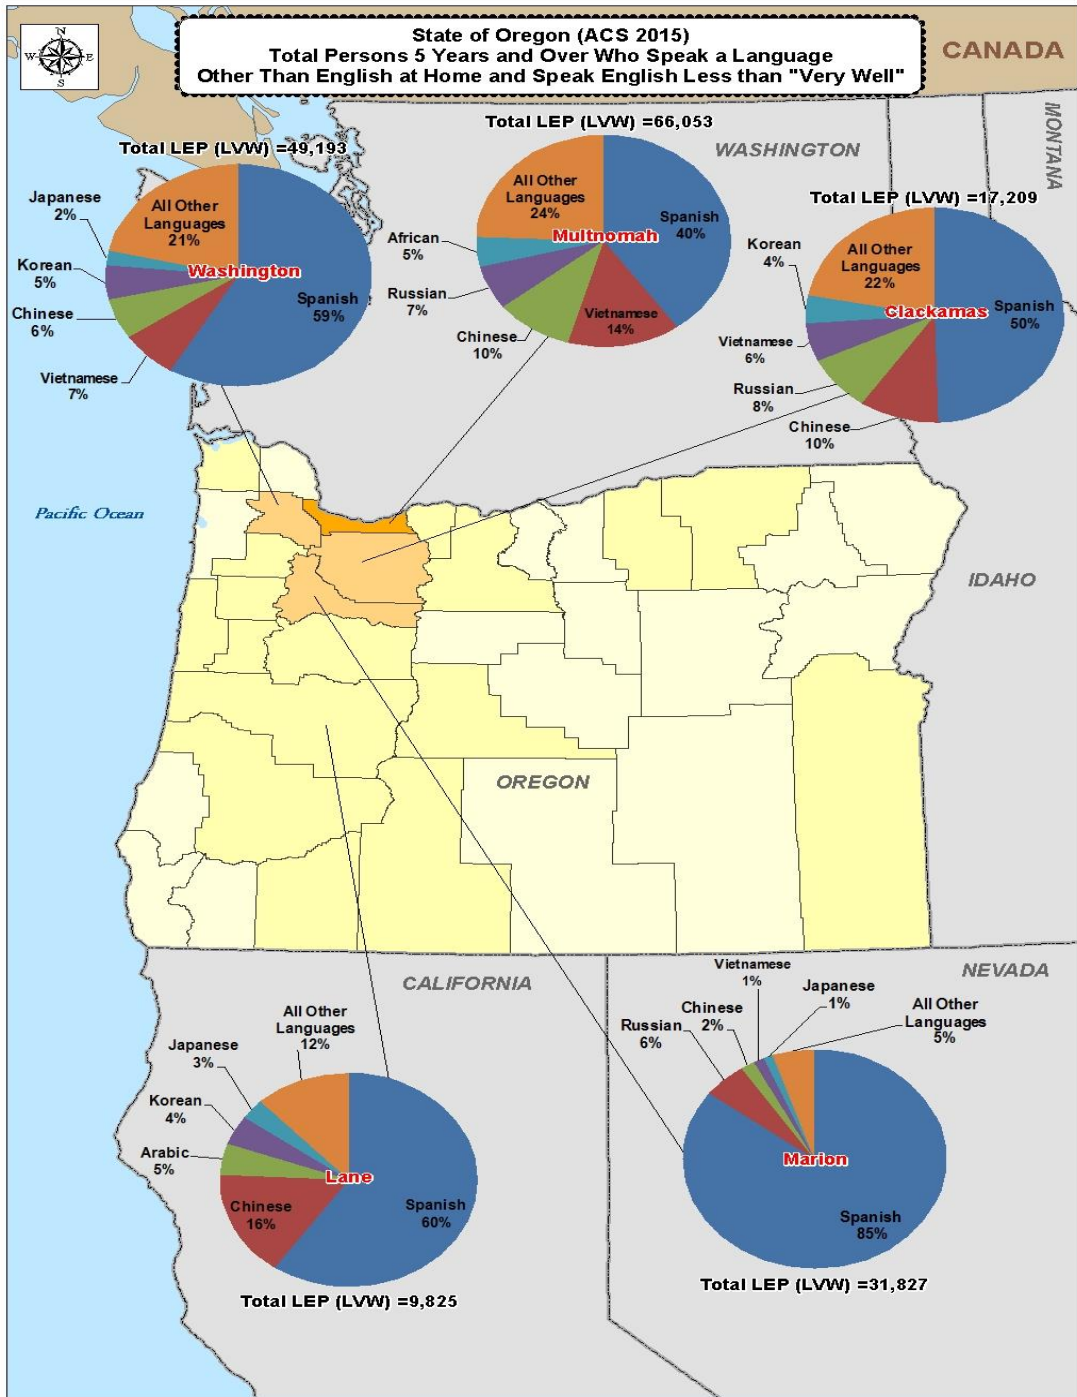 State of Oregon (ACS 2015)
Total Persons 5 Years and Over Who Speak a Language
Other Than English at Home and Speak English Less than "Very Well"
N
W
E
S
CANADA
MONTANA
WASHINGTON
Total LEP (LVW) =49,193
Japanese
2%
All Other
Languages
21%
Korean
5%
Washington
Chinese
6%
Spanish
59%
Vietnamese
7%
Total LEP (LVW) =66,053
All Other
Languages
24%
Spanish
40%
African
5%
Multnomah
Russian
7%
Vietnamese
14%
Chinese
10%
Total LEP (LVW) =17,209
Korean
4%
All Other
Languages
22%
Spanish
50%
Clackamas
Vietnamese
6%
Russian
8%
Chinese
10%
Pacific Ocean
IDAHO
OREGON
CALIFORNIA
NEVADA
All Other
Languages
12%
Japanese
3%
Korean
4%
Arabic
5%
Lane
Chinese
16%
Spanish
60%
Total LEP (LVW) =9,825
Vietnamese
1%
Japanese
1%
Chinese
2%
All Other
Languages
5%
Russian
6%
Marion
Spanish
85%
Total LEP (LVW) =31,827